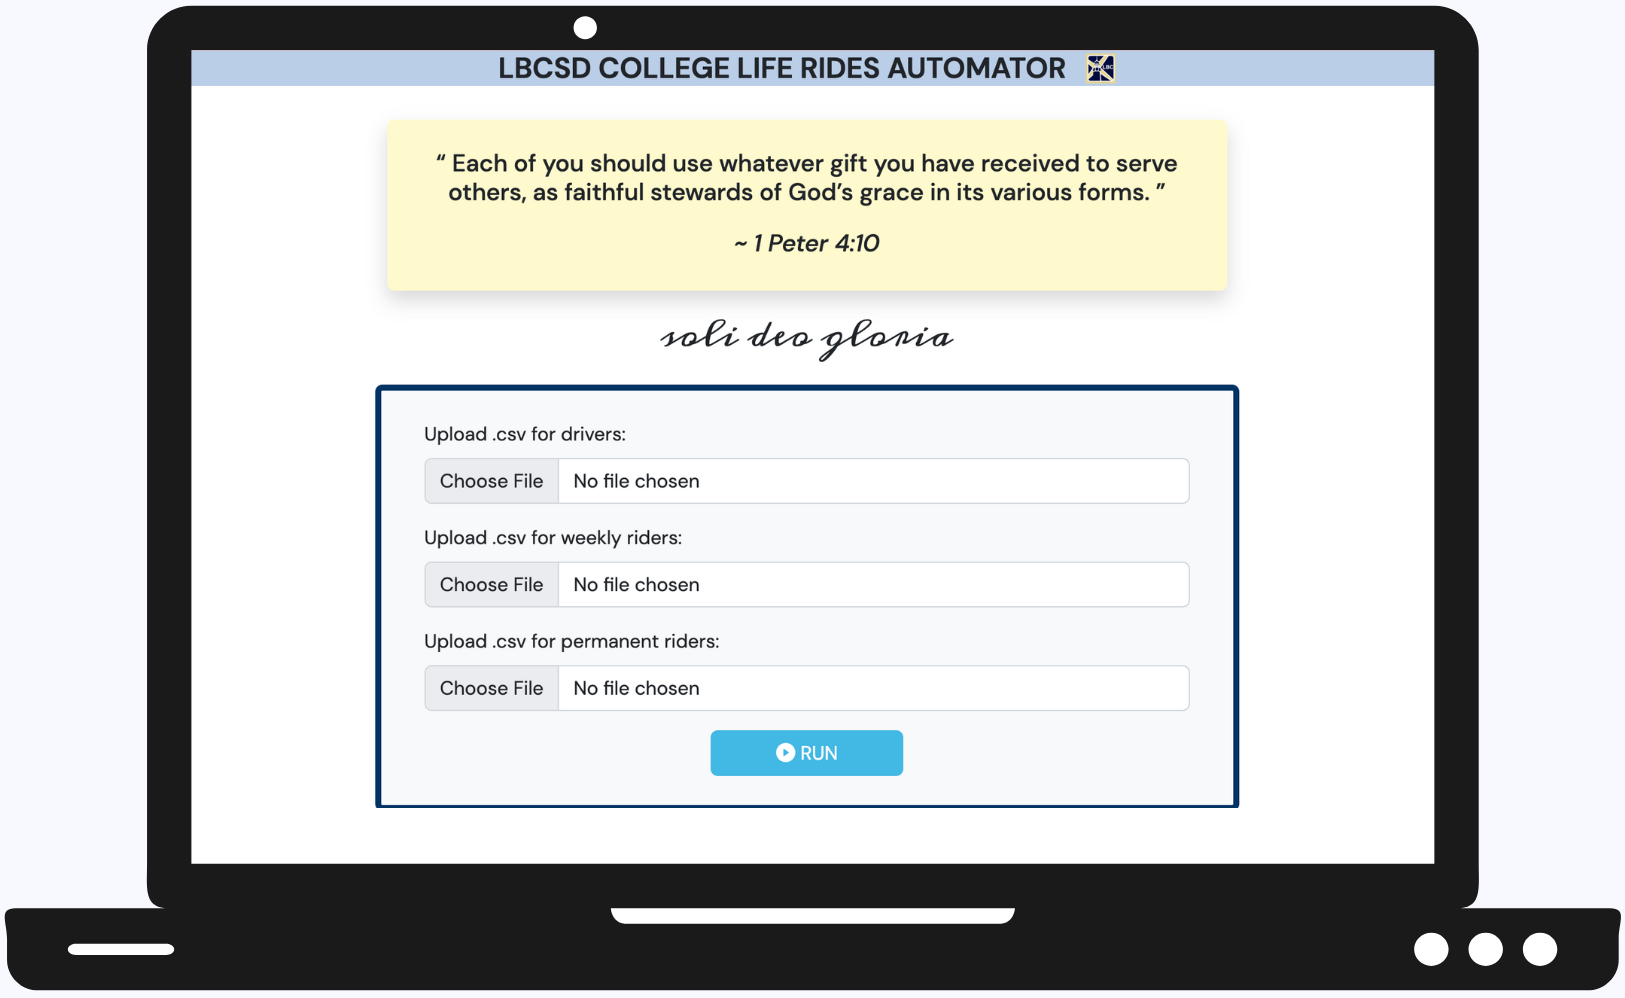 LBCSD COLLEGE LIFE RIDES AUTOMATOR
“ Each of you should use whatever gift you have received to serve
others, as faithful stewards of God’s grace in its various forms. ”
~ 1 Peter 4:10
soli deo gloria
Upload .csv for drivers:
Choose File No file chosen
Upload .csv for weekly riders:
Choose File No file chosen
Upload .csv for permanent riders:
Choose File No file chosen
RUN